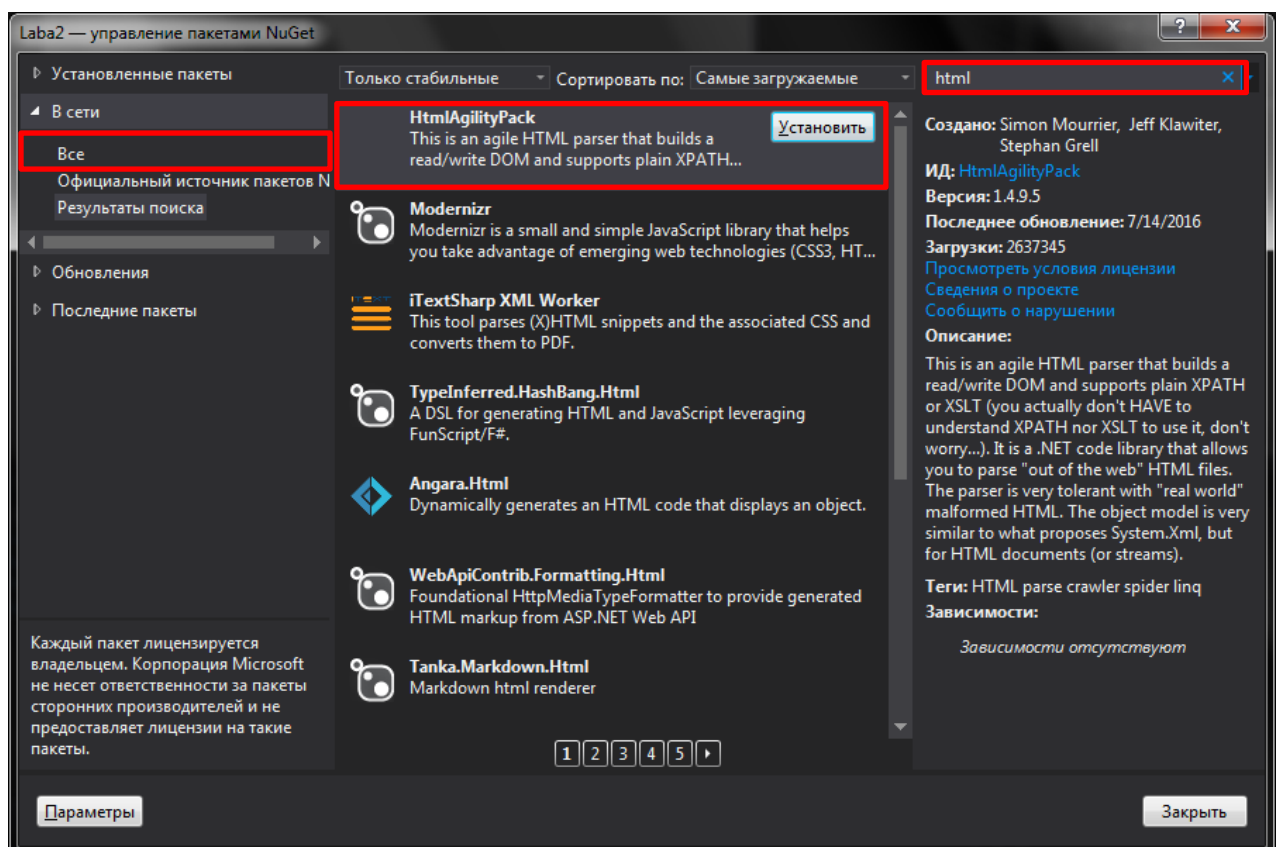 Laba2 — управление пакетами NuGet
?
X
Установленные пакеты
В сети
Все
Официальный источник пакетов N
Результаты поиска
Обновления
Последние пакеты
Каждый пакет лицензируется
владельцем. Корпорация Microsoft
не несет ответственности за пакеты
сторонних производителей и не
предоставляет лицензии на такие
пакеты.
Только стабильные
Сортировать по: Самые загружаемые
HtmlAgilityPack
This is an agile HTML parser that builds a
read/write DOM and supports plain XPATH...
Установить
Modernizr
Modernizr is a small and simple JavaScript library that helps
you take advantage of emerging web technologies (CSS3, HT...
iTextSharp XML Worker
This tool parses (X)HTML snippets and the associated CSS and
converts them to PDF.
TypeInferred.HashBang.Html
A DSL for generating HTML and JavaScript leveraging
FunScript/F#.
Angara.Html
Dynamically generates an HTML code that displays an object.
WebApiContrib.Formatting.Html
Foundational HttpMediaTypeFormatter to provide generated
HTML markup from ASP.NET Web API
Tanka.Markdown.Html
Markdown html renderer
1 2 3 4 5
html
Создано: Simon Mourrier, Jeff Klawiter,
Stephan Grell
ИД: HtmlAgilityPack
Версия: 1.4.9.5
Последнее обновление: 7/14/2016
Загрузки: 2637345
Просмотреть условия лицензии
Сведения о проекте
Сообщить о нарушении
Описание:
This is an agile HTML parser that builds a
read/write DOM and supports plain XPATH
or XSLT (you actually don't HAVE to
understand XPATH nor XSLT to use it, don't
worry...). It is a .NET code library that allows
you to parse "out of the web" HTML files.
The parser is very tolerant with "real world"
malformed HTML. The object model is very
similar to what proposes System.Xml, but
for HTML documents (or streams).
Теги: HTML parse crawler spider linq
Зависимости:
Зависимости отсутствуют
Параметры
Закрыть